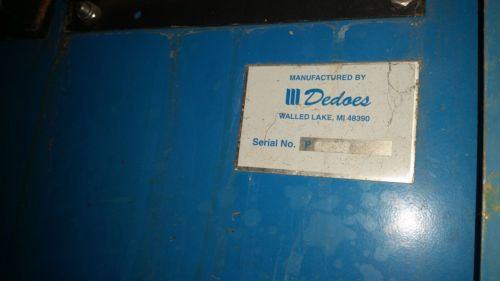 MANUFACTURED BY
Dedoes
WALLED LAKE, MI 48390
Serial No. P